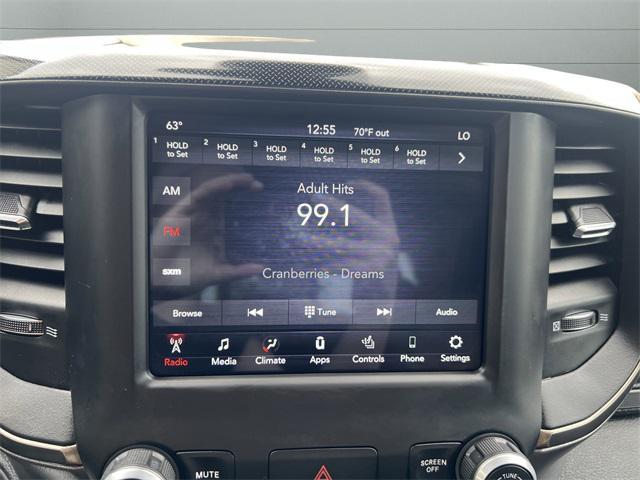 63° 12:55 70°F out LO
1 HOLD to Set 2 HOLD to Set 3 HOLD to Set 4 HOLD to Set 5 HOLD to Set 6 HOLD to Set
AM
FM
sxm
Adult Hits
99.1
Cranberries - Dreams
Browse Tune Audio
Radio Media Climate Apps Controls Phone Settings
MUTE SCREEN OFF TUNE